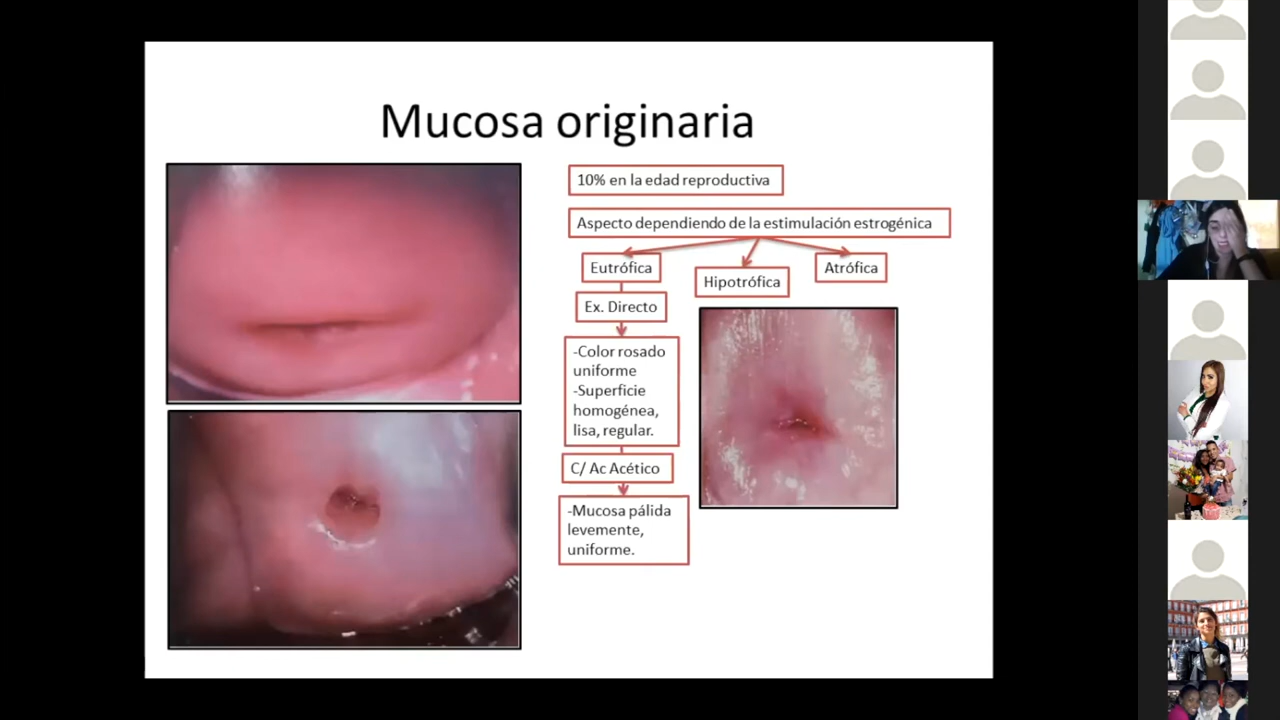 Mucosa originaria
10% en la edad reproductiva
Aspecto dependiendo de la estimulación estrogénica
Eutrófica
Hipotrófica
Atrófica
Ex. Directo
-Color rosado
uniforme
-Superficie
homogénea,
lisa, regular.
C/ Ac Acético
-Mucosa pálida
levemente,
uniforme.